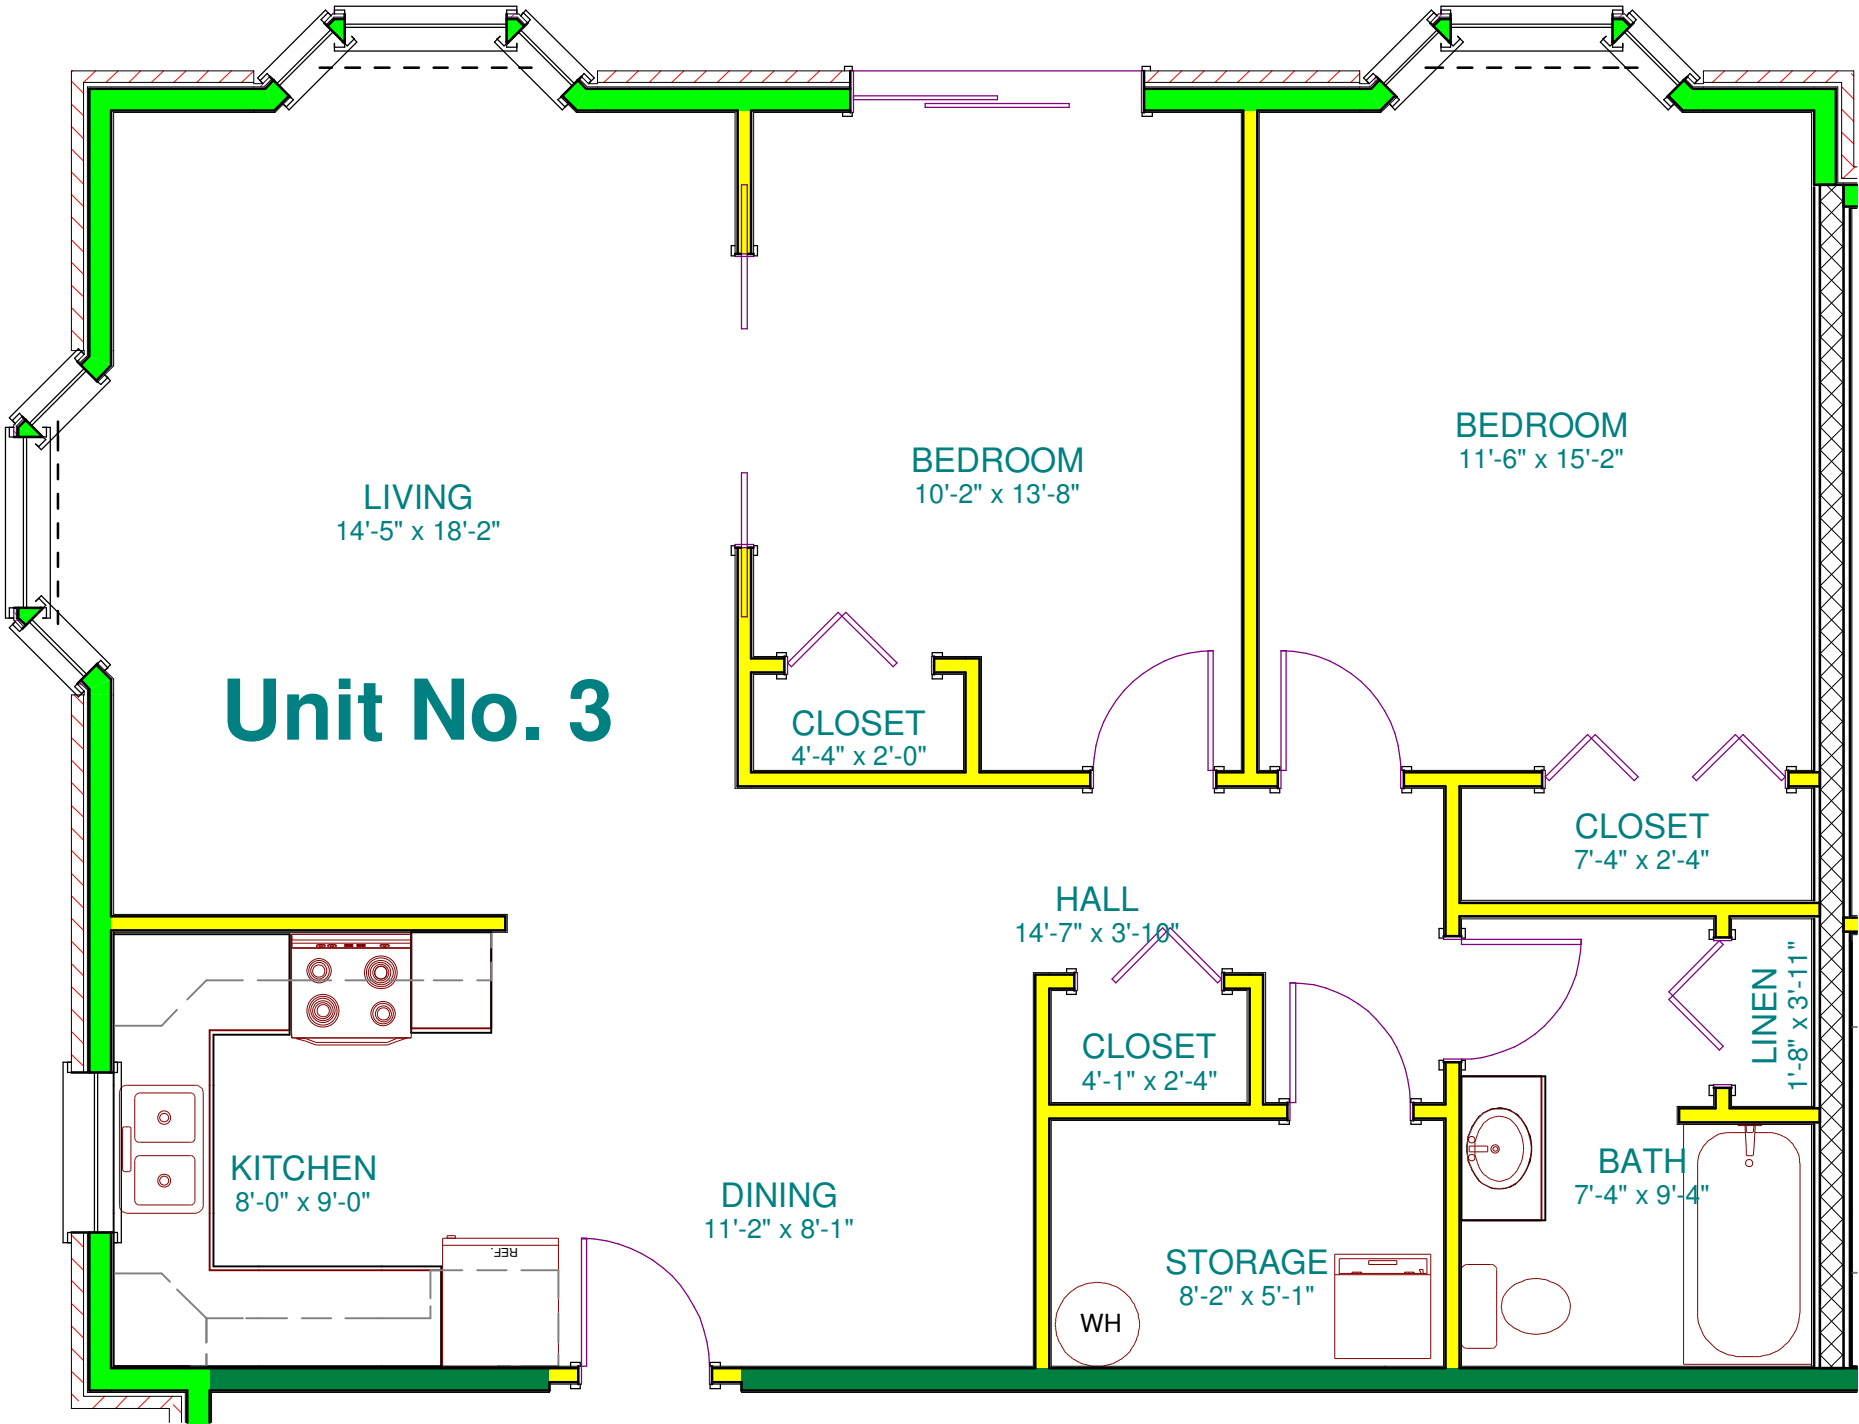 BEDROOM
11'-6" x 15'-2"
BEDROOM
10'-2" x 13'-8"
LIVING
14'-5" x 18'-2"
Unit No. 3
CLOSET
4'-4" x 2'-0"
CLOSET
7'-4" x 2'-4"
HALL
14'-7" x 3'-10"
LINEN
1'-8" x 3'-11"
CLOSET
4'-1" x 2'-4"
KITCHEN
8'-0" x 9'-0"
DINING
11'-2" x 8'-1"
BATH
7'-4" x 9'-4"
STORAGE
8'-2" x 5'-1"
REF.
WH